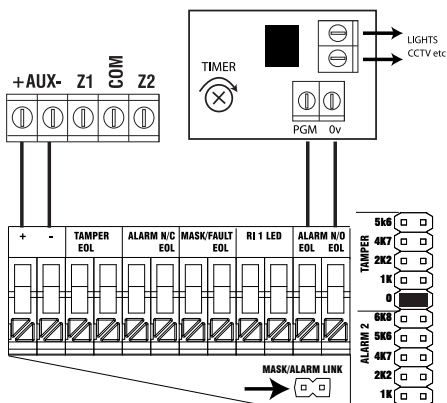 +AUX- Z1 COM Z2
TIMER
LIGHTS
CCTV etc
PGM 0v
+ - TAMPER EOL ALARM N/C EOL MASK/FAULT EOL RI 1 LED ALARM N/O EOL EOL
MASK/ALARM LINK
TAMPER
5k6
4K7
2K2
1K
0
ALARM 2
6K8
5K6
4K7
2K2
1K